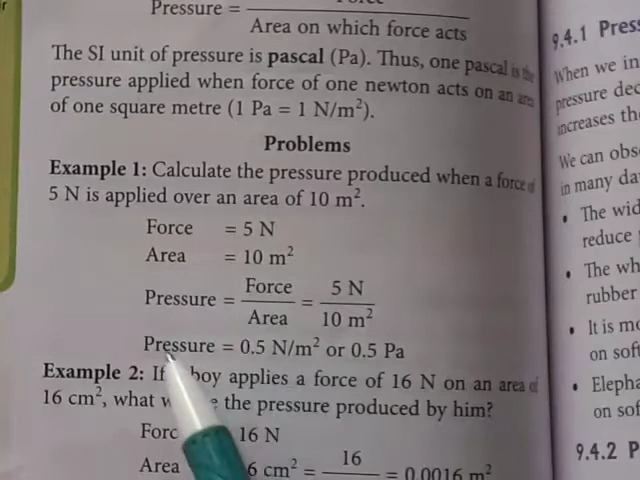 Pressure =
Area on which force acts
The SI unit of pressure is pascal (Pa). Thus, one pascal is the
pressure applied when force of one newton acts on an area
of one square metre (1 Pa = 1 N/m²).
Problems
Example 1: Calculate the pressure produced when a force of
5 N is applied over an area of 10 m².
Force = 5 N
Area = 10 m²
Pressure = Force / Area = 5 N / 10 m²
Pressure = 0.5 N/m² or 0.5 Pa
Example 2: If boy applies a force of 16 N on an area of
16 cm², what the pressure produced by him?
16 N
Area 6 cm² = 16 = 0.0016 m²
9.4.1 Pres
When we in
pressure dec
increases th
We can obs
in many da
• The wid
reduce
• The wh
rubber
• It is mo
on soft
• Elepha
on sof
9.4.2 P